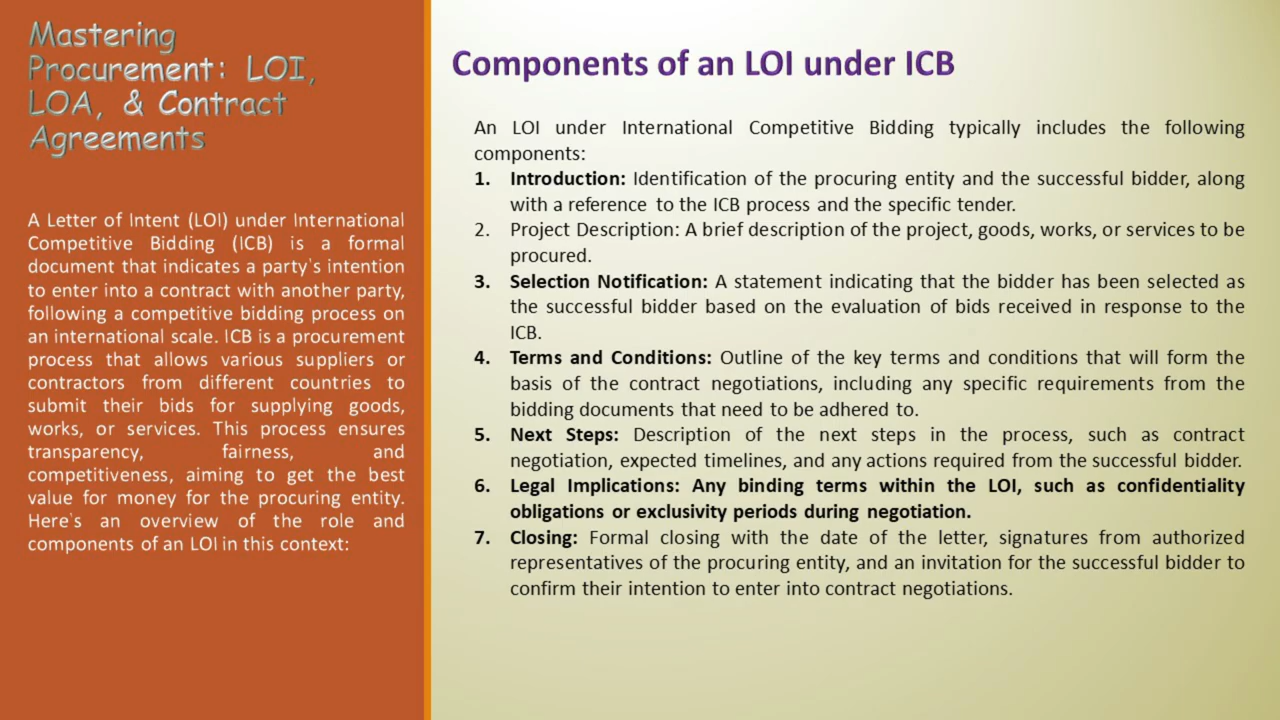 Mastering
Procurement: LOI,
LOA, & Contract
Agreements
A Letter of Intent (LOI) under International
Competitive Bidding (ICB) is a formal
document that indicates a party's intention
to enter into a contract with another party,
following a competitive bidding process on
an international scale. ICB is a procurement
process that allows various suppliers or
contractors from different countries to
submit their bids for supplying goods,
works, or services. This process ensures
transparency, fairness, and
competitiveness, aiming to get the best
value for money for the procuring entity.
Here's an overview of the role and
components of an LOI in this context:
Components of an LOI under ICB
An LOI under International Competitive Bidding typically includes the following
components:
1. Introduction: Identification of the procuring entity and the successful bidder, along
with a reference to the ICB process and the specific tender.
2. Project Description: A brief description of the project, goods, works, or services to be
procured.
3. Selection Notification: A statement indicating that the bidder has been selected as
the successful bidder based on the evaluation of bids received in response to the
ICB.
4. Terms and Conditions: Outline of the key terms and conditions that will form the
basis of the contract negotiations, including any specific requirements from the
bidding documents that need to be adhered to.
5. Next Steps: Description of the next steps in the process, such as contract
negotiation, expected timelines, and any actions required from the successful bidder.
6. Legal Implications: Any binding terms within the LOI, such as confidentiality
obligations or exclusivity periods during negotiation.
7. Closing: Formal closing with the date of the letter, signatures from authorized
representatives of the procuring entity, and an invitation for the successful bidder to
confirm their intention to enter into contract negotiations.